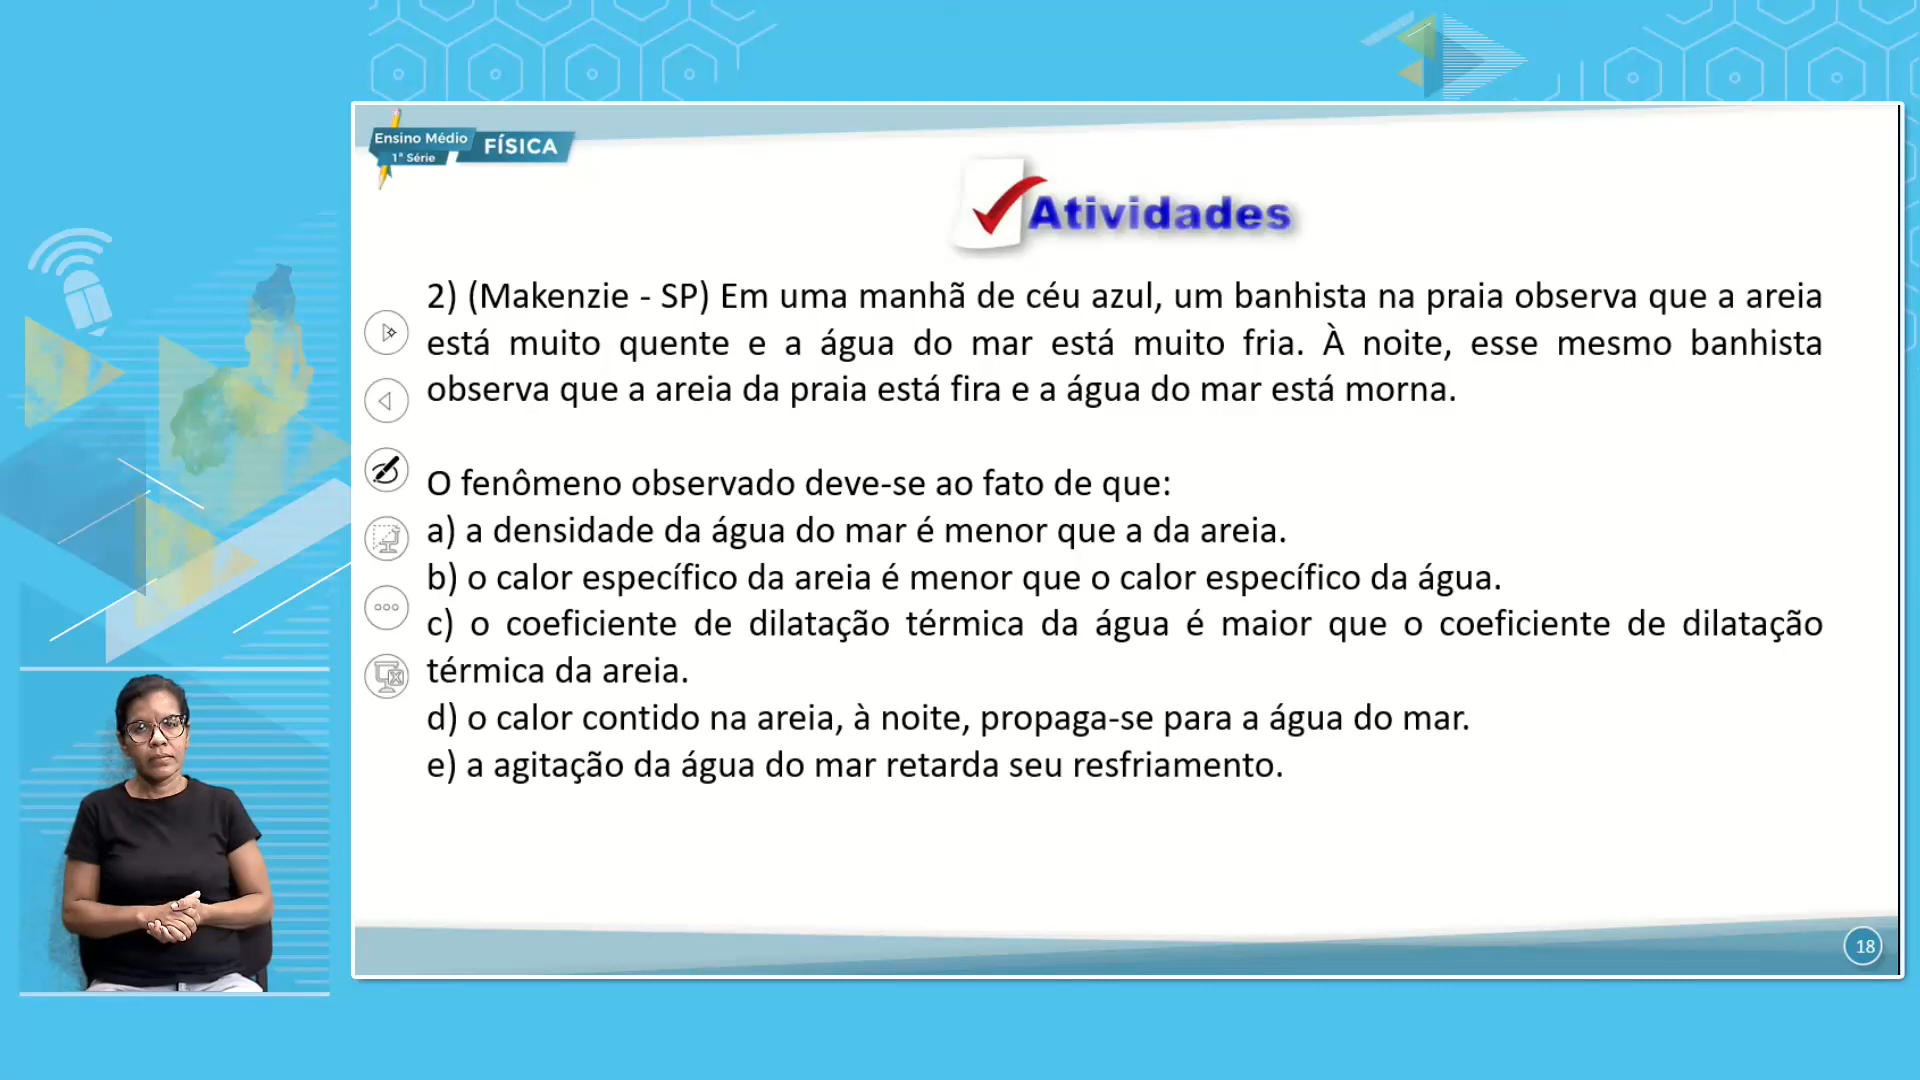 Ensino Médio
1ª Série
FÍSICA
Atividades
2) (Makenzie - SP) Em uma manhã de céu azul, um banhista na praia observa que a areia
está muito quente e a água do mar está muito fria. À noite, esse mesmo banhista
observa que a areia da praia está fira e a água do mar está morna.
O fenômeno observado deve-se ao fato de que:
a) a densidade da água do mar é menor que a da areia.
b) o calor específico da areia é menor que o calor específico da água.
c) o coeficiente de dilatação térmica da água é maior que o coeficiente de dilatação
térmica da areia.
d) o calor contido na areia, à noite, propaga-se para a água do mar.
e) a agitação da água do mar retarda seu resfriamento.
18